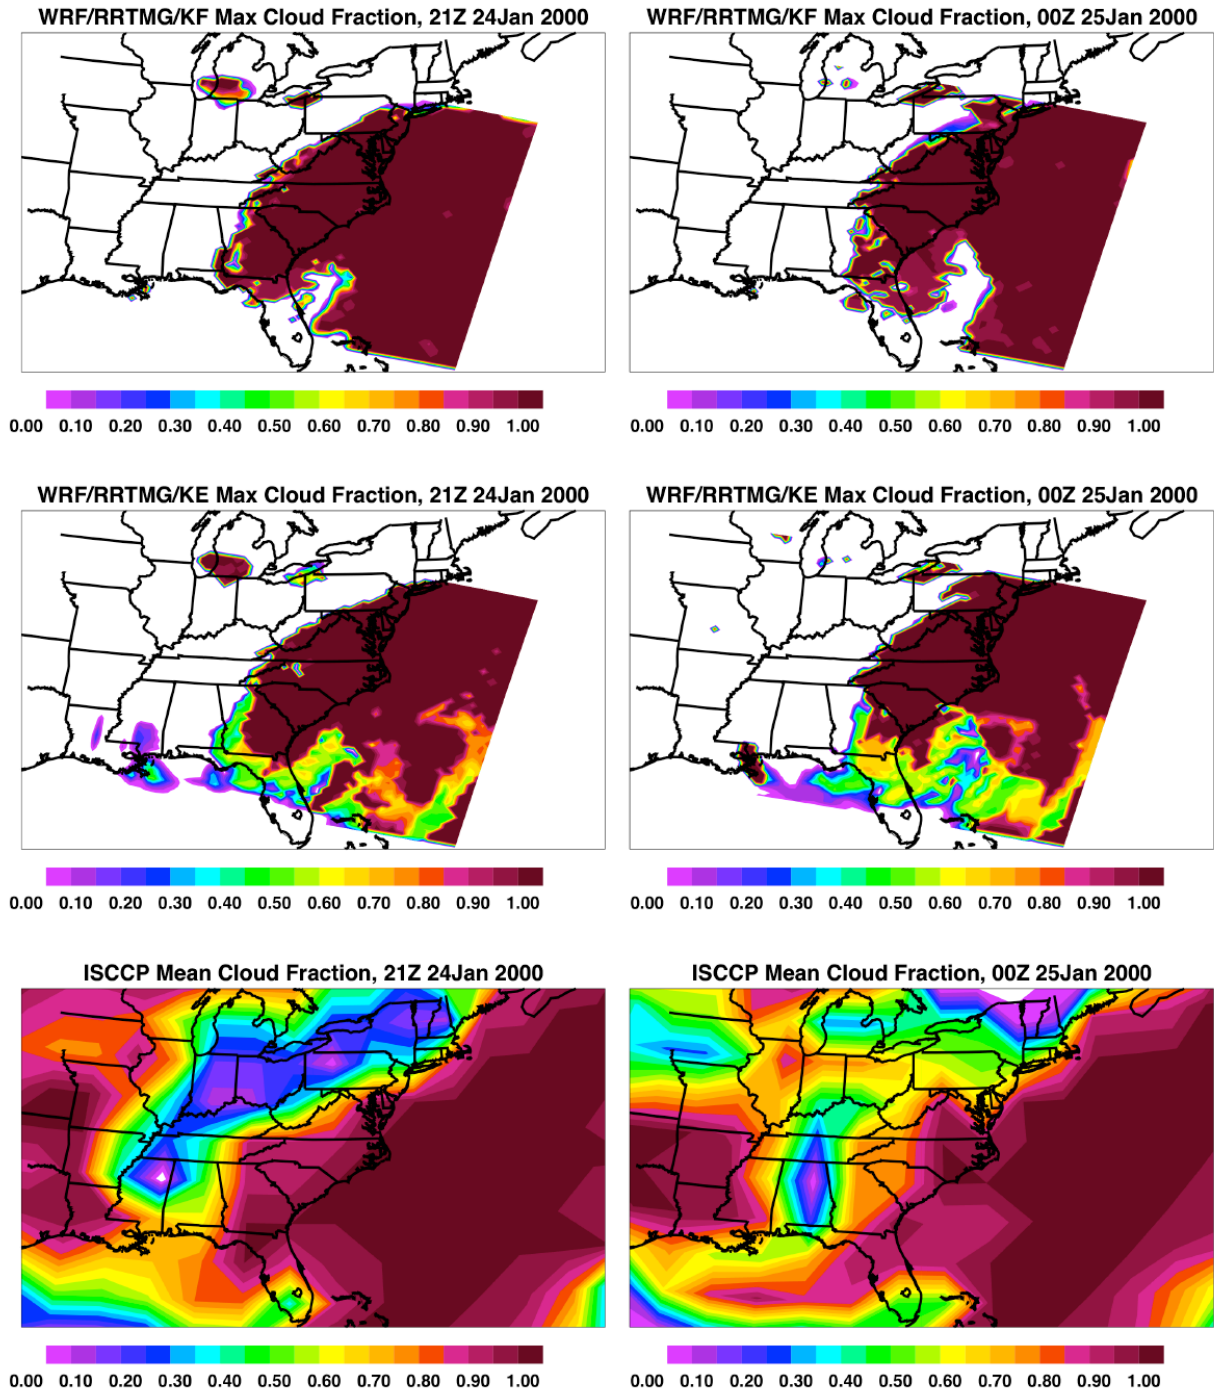 WRF/RRTMG/KF Max Cloud Fraction, 21Z 24Jan 2000
WRF/RRTMG/KF Max Cloud Fraction, 00Z 25Jan 2000
0.00 0.10 0.20 0.30 0.40 0.50 0.60 0.70 0.80 0.90 1.00
0.00 0.10 0.20 0.30 0.40 0.50 0.60 0.70 0.80 0.90 1.00
WRF/RRTMG/KE Max Cloud Fraction, 21Z 24Jan 2000
WRF/RRTMG/KE Max Cloud Fraction, 00Z 25Jan 2000
0.00 0.10 0.20 0.30 0.40 0.50 0.60 0.70 0.80 0.90 1.00
0.00 0.10 0.20 0.30 0.40 0.50 0.60 0.70 0.80 0.90 1.00
ISCCP Mean Cloud Fraction, 21Z 24Jan 2000
ISCCP Mean Cloud Fraction, 00Z 25Jan 2000
0.00 0.10 0.20 0.30 0.40 0.50 0.60 0.70 0.80 0.90 1.00
0.00 0.10 0.20 0.30 0.40 0.50 0.60 0.70 0.80 0.90 1.00